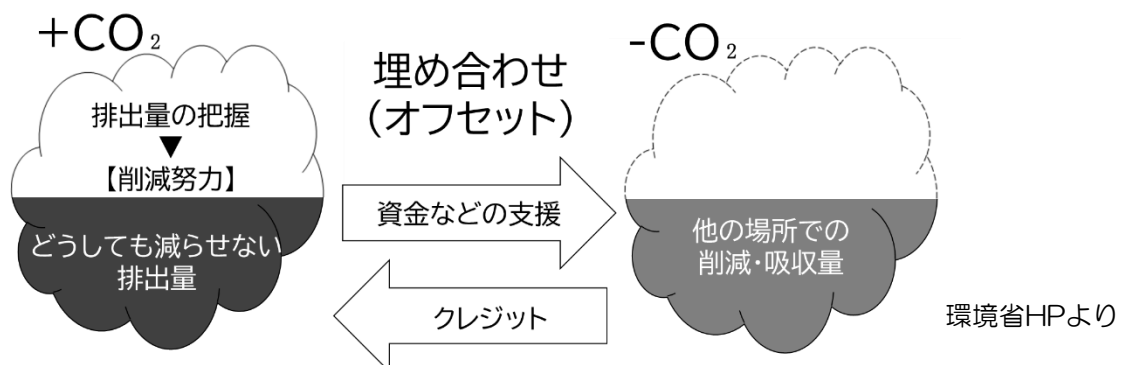 +CO₂
排出量の把握
▼
【削減努力】
どうしても減らせない
排出量
埋め合わせ
(オフセット)
資金などの支援
クレジット
-CO₂
他の場所での
削減・吸収量
環境省HPより